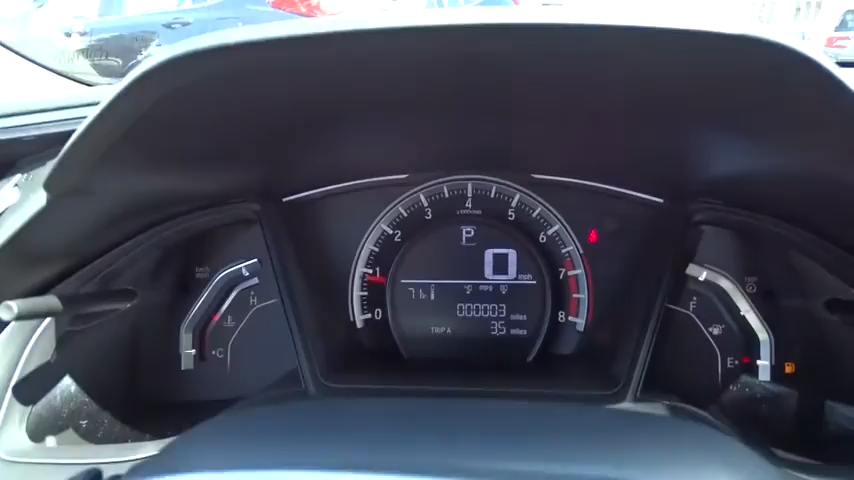 4
3 5
x1000r/min
2 6
P
0 mph
1 7
H
71
°F mpg
F
000003 miles
0 8
TRIP A 3.5 miles
C
E